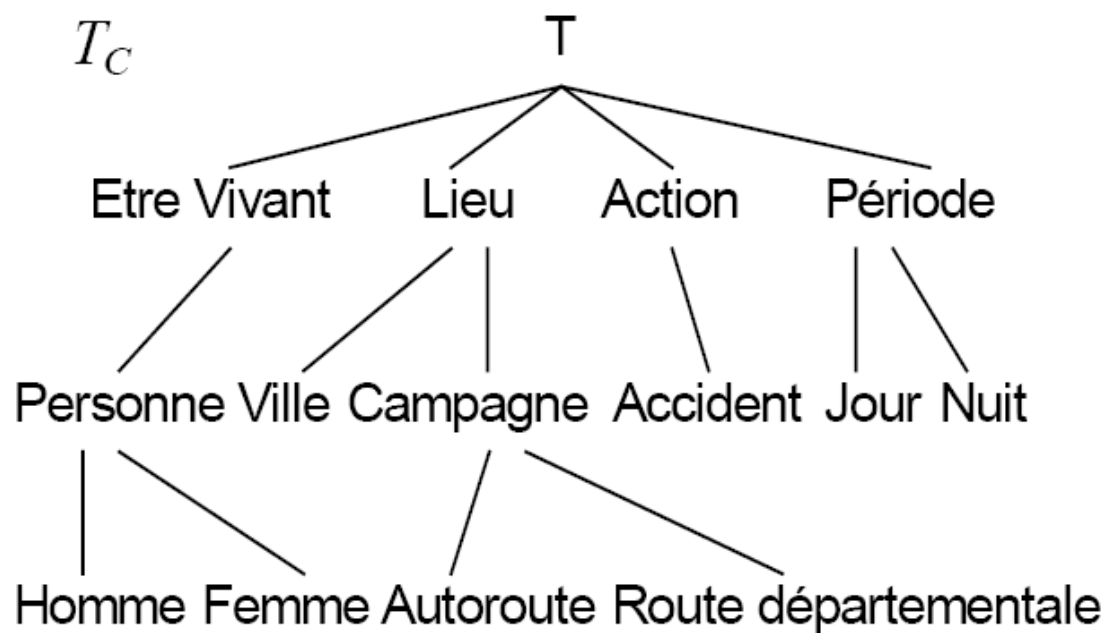 T_C T
Etre Vivant Lieu Action Période
Personne Ville Campagne Accident Jour Nuit
Homme Femme Autoroute Route départementale